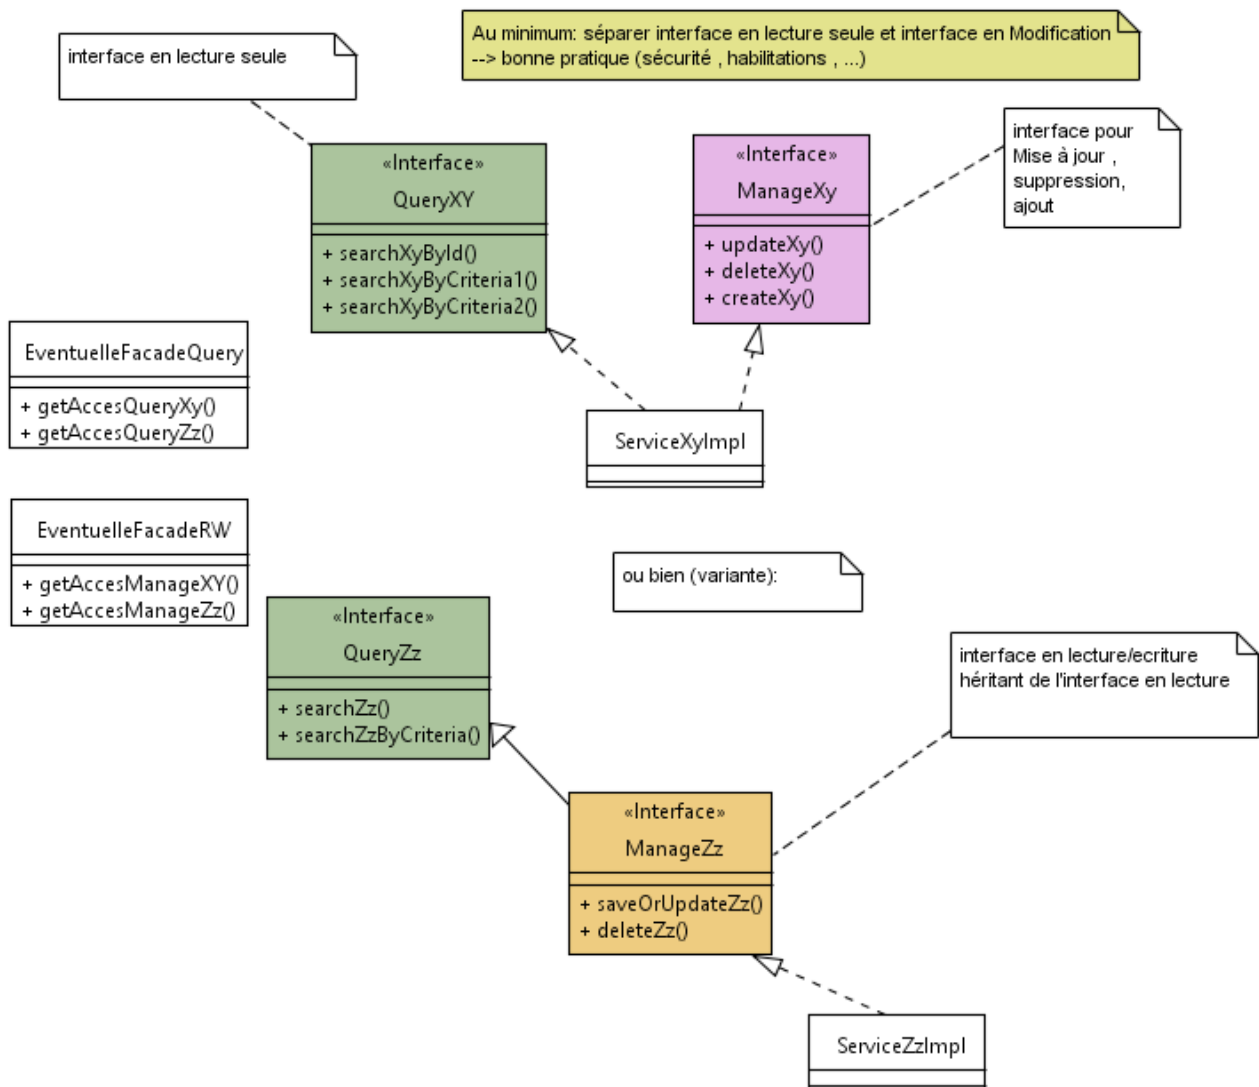 Au minimum: séparer interface en lecture seule et interface en Modification
--> bonne pratique (sécurité , habilitations , ...)
interface en lecture seule
«Interface»
QueryXY
+ searchXyById()
+ searchXyByCriteria1()
+ searchXyByCriteria2()
«Interface»
ManageXy
+ updateXy()
+ deleteXy()
+ createXy()
interface pour
Mise à jour ,
suppression,
ajout
EventuelleFacadeQuery
+ getAccesQueryXy()
+ getAccesQueryZz()
ServiceXyImpl
EventuelleFacadeRW
+ getAccesManageXY()
+ getAccesManageZz()
ou bien (variante):
«Interface»
QueryZz
+ searchZz()
+ searchZzByCriteria()
interface en lecture/ecriture
héritant de l'interface en lecture
«Interface»
ManageZz
+ saveOrUpdateZz()
+ deleteZz()
ServiceZzImpl